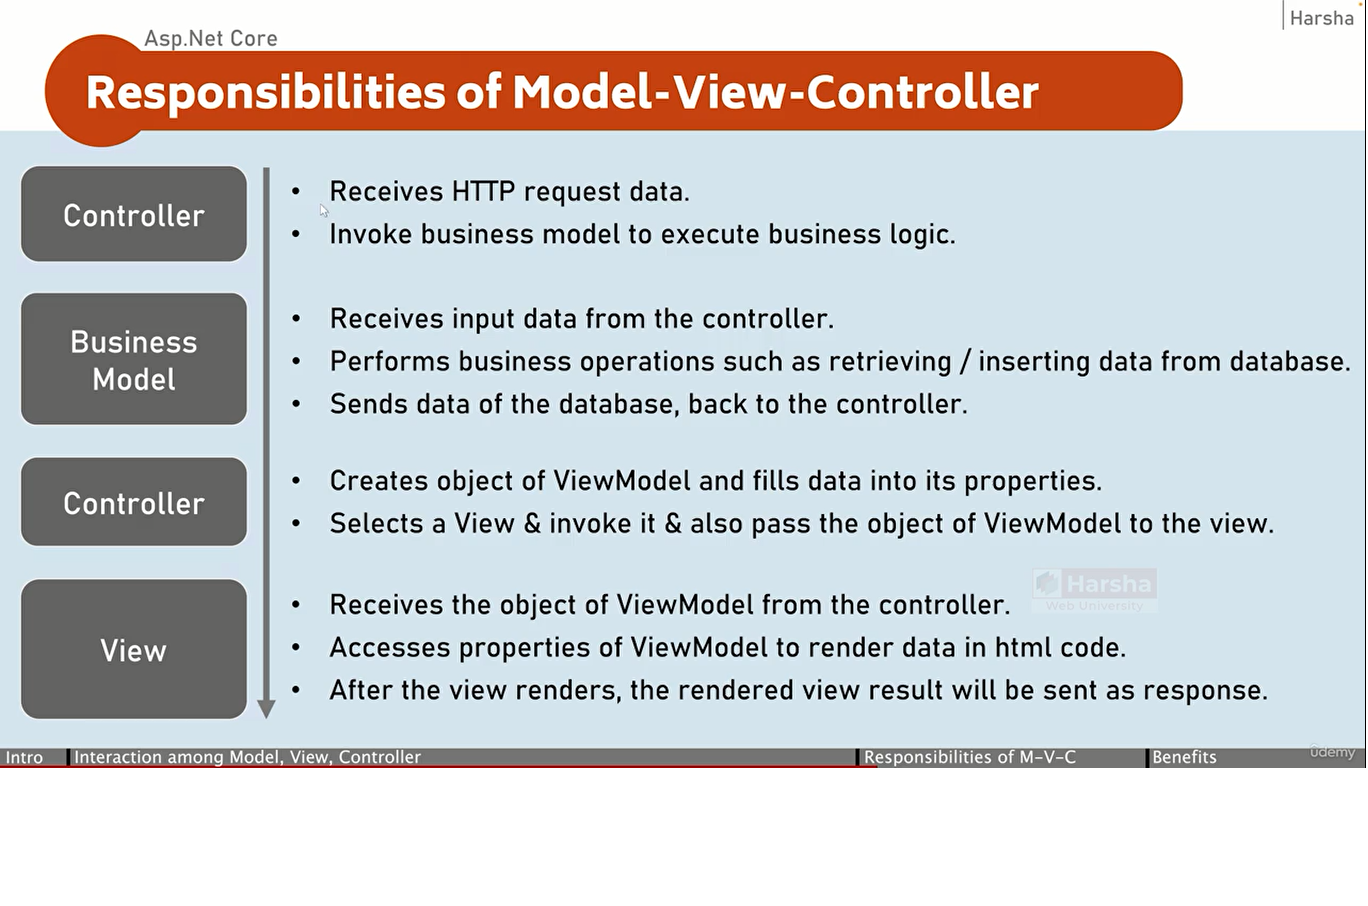 Harsha
Asp.Net Core
Responsibilities of Model-View-Controller
Controller
• Receives HTTP request data.
• Invoke business model to execute business logic.
Business
Model
• Receives input data from the controller.
• Performs business operations such as retrieving / inserting data from database.
• Sends data of the database, back to the controller.
Controller
• Creates object of ViewModel and fills data into its properties.
• Selects a View & invoke it & also pass the object of ViewModel to the view.
Harsha
Web University
View
• Receives the object of ViewModel from the controller.
• Accesses properties of ViewModel to render data in html code.
• After the view renders, the rendered view result will be sent as response.
Intro Interaction among Model, View, Controller Responsibilities of M-V-C Benefits ûdemy